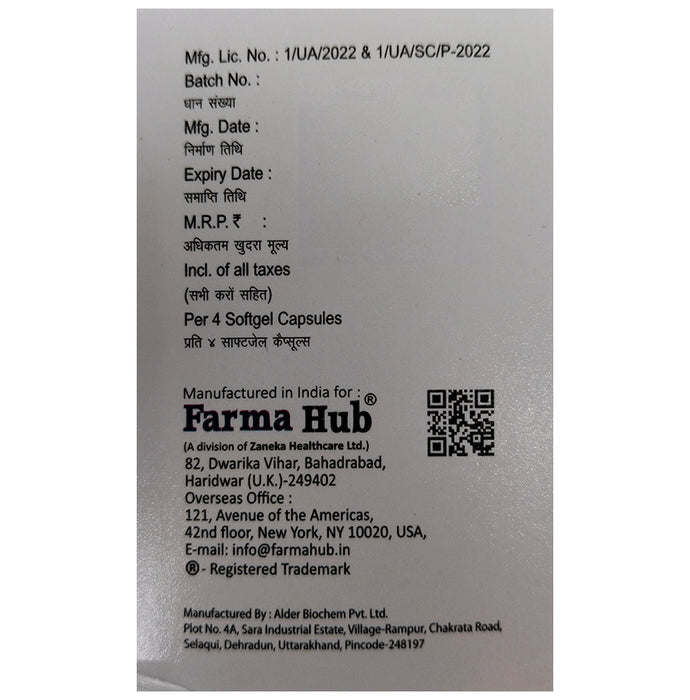 Mfg. Lic. No. : 1/UA/2022 & 1/UA/SC/P-2022
Batch No. :
धान संख्या
Mfg. Date :
निर्माण तिथि
Expiry Date :
समाप्ति तिथि
M.R.P. ₹ :
अधिकतम खुदरा मूल्य
Incl. of all taxes
(सभी करों सहित)
Per 4 Softgel Capsules
प्रति ४ साफ्टजेल कैप्सूल्स
Manufactured in India for :
Farma Hub®
(A division of Zaneka Healthcare Ltd.)
82, Dwarika Vihar, Bahadrabad,
Haridwar (U.K.)-249402
Overseas Office :
121, Avenue of the Americas,
42nd floor, New York, NY 10020, USA,
E-mail: info@farmahub.in
®- Registered Trademark
Manufactured By : Alder Biochem Pvt. Ltd.
Plot No. 4A, Sara Industrial Estate, Village-Rampur, Chakrata Road,
Selaqui, Dehradun, Uttarakhand, Pincode-248197